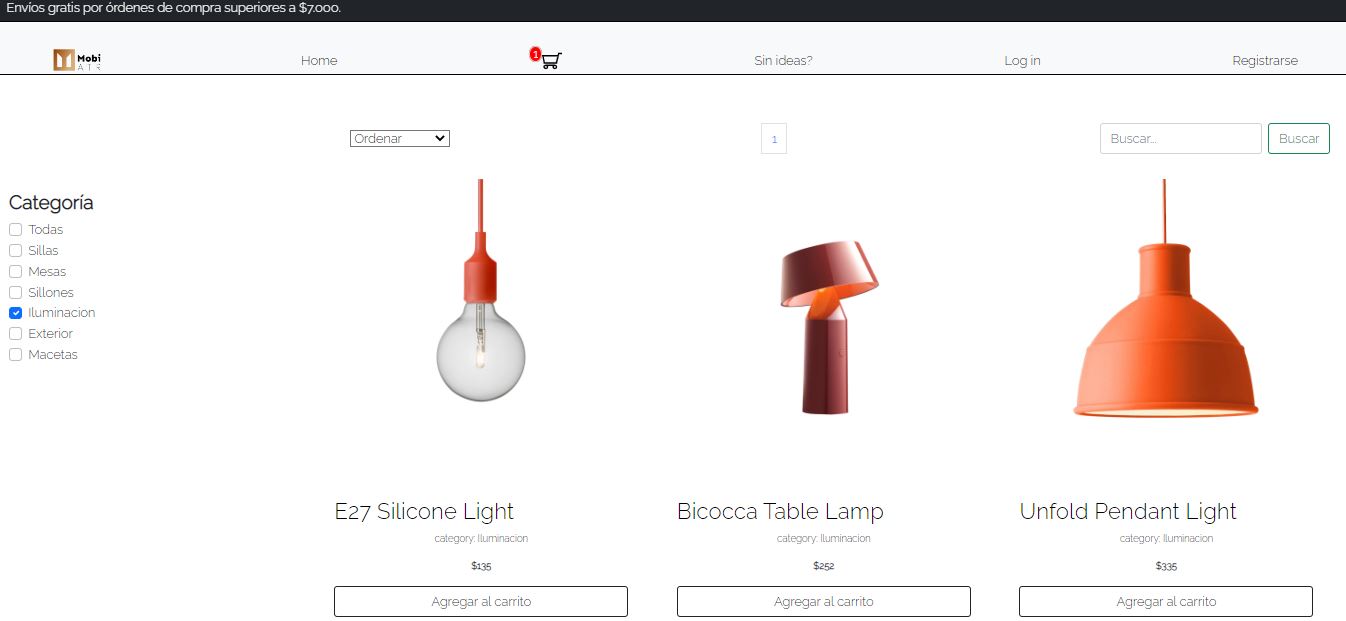 Envíos gratis por órdenes de compra superiores a $7.000.
Mobi
AIR
Home
1
Sin ideas?
Log in
Registrarse
Ordenar
1
Buscar...
Buscar
Categoría
Todas
Sillas
Mesas
Sillones
Iluminacion
Exterior
Macetas
E27 Silicone Light
category: Iluminacion
$135
Agregar al carrito
Bicocca Table Lamp
category: Iluminacion
$252
Agregar al carrito
Unfold Pendant Light
category: Iluminacion
$335
Agregar al carrito